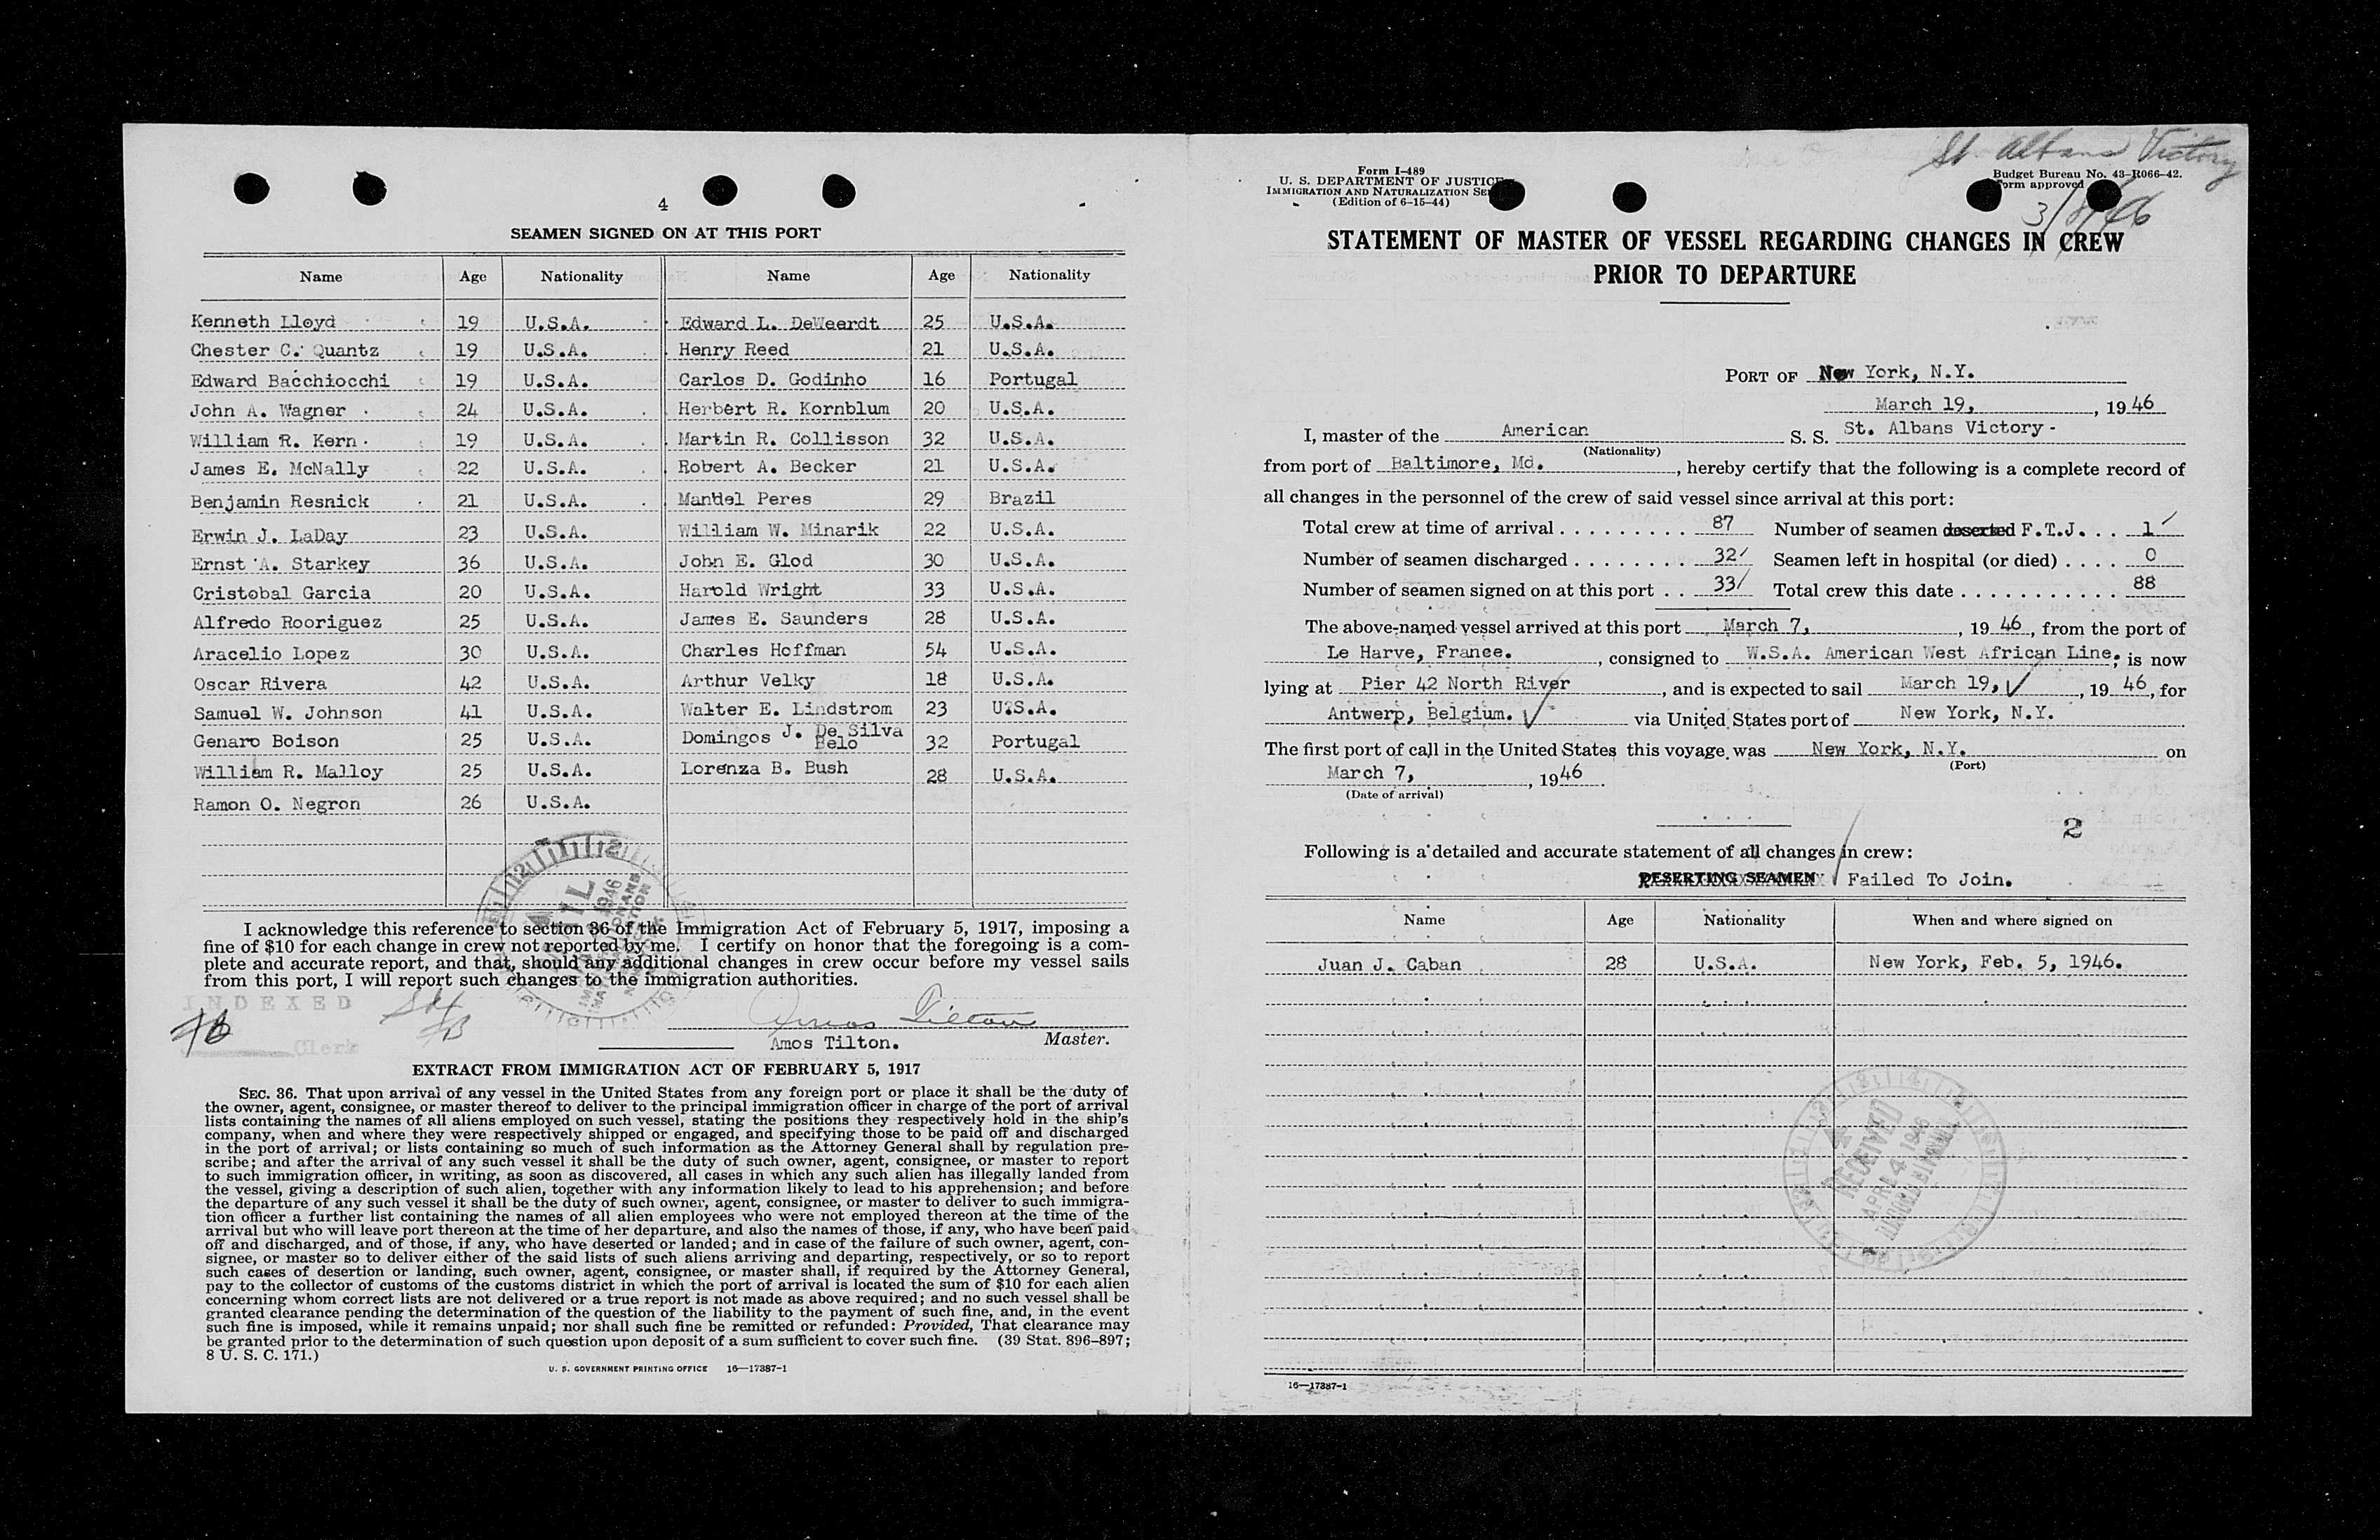 4
SEAMEN SIGNED ON AT THIS PORT
Name Age Nationality Name Age Nationality
Kenneth Lloyd 19 U.S.A. Edward L. DeWeerdt 25 U.S.A.
Chester C. Quantz 19 U.S.A. Henry Reed 21 U.S.A.
Edward Bacchiocchi 19 U.S.A. Carlos D. Godinho 16 Portugal
John A. Wagner 24 U.S.A. Herbert R. Kornblum 20 U.S.A.
William R. Kern 19 U.S.A. Martin R. Collisson 32 U.S.A.
James E. McNally 22 U.S.A. Robert A. Becker 21 U.S.A.
Benjamin Resnick 21 U.S.A. Peres 29 Brazil
Erwin J. LaDay 23 U.S.A. William W. Minarik 22 U.S.A.
Ernst A. Starkey 36 U.S.A. John E. Glod 30 U.S.A.
Cristobal Garcia 20 U.S.A. Harold Wright 33 U.S.A.
Alfredo Rooriguez 25 U.S.A. James E. Saunders 28 U.S.A.
Aracelio Lopez 30 U.S.A. Charles Hoffman 54 U.S.A.
Oscar Rivera 42 U.S.A. Arthur Velky 18 U.S.A.
Samuel W. Johnson 41 U.S.A. Walter E. Lindstrom 23 U.S.A.
Genaro Boison 25 U.S.A. Domingos J. De Silva Belo 32 Portugal
William R. Malloy 25 U.S.A. Lorenza B. Bush 28 U.S.A.
Ramon O. Negron 26 U.S.A.
I acknowledge this reference to section 36 of the Immigration Act of February 5, 1917, imposing a
fine of $10 for each change in crew not reported by me. I certify on honor that the foregoing is a com-
plete and accurate report, and that, should any additional changes in crew occur before my vessel sails
from this port, I will report such changes to the immigration authorities.
INDEXED
Clerk
Amos Tilton
Amos Tilton. Master.
EXTRACT FROM IMMIGRATION ACT OF FEBRUARY 5, 1917
SEC. 36. That upon arrival of any vessel in the United States from any foreign port or place it shall be the duty of
the owner, agent, consignee, or master thereof to deliver to the principal immigration officer in charge of the port of arrival
lists containing the names of all aliens employed on such vessel, stating the positions they respectively hold in the ship's
company, when and where they were respectively shipped or engaged, and specifying those to be paid off and discharged
in the port of arrival; or lists containing so much of such information as the Attorney General shall by regulation pre-
scribe; and after the arrival of any such vessel it shall be the duty of such owner, agent, consignee, or master to report
to such immigration officer, in writing, as soon as discovered, all cases in which any such alien has illegally landed from
the vessel, giving a description of such alien, together with any information likely to lead to his apprehension; and before
the departure of any such vessel it shall be the duty of such owner, agent, consignee, or master to deliver to such immigra-
tion officer a further list containing the names of all alien employees who were not employed thereon at the time of the
arrival but who will leave port thereon at the time of her departure, and also the names of those, if any, who have been paid
off and discharged, and of those, if any, who have deserted or landed; and in case of the failure of such owner, agent, con-
signee, or master so to deliver either of the said lists of such aliens arriving and departing, respectively, or so to report
such cases of desertion or landing, such owner, agent, consignee, or master shall, if required by the Attorney General,
pay to the collector of customs of the customs district in which the port of arrival is located the sum of $10 for each alien
concerning whom correct lists are not delivered or a true report is not made as above required; and no such vessel shall be
granted clearance pending the determination of the question of the liability to the payment of such fine, and, in the event
such fine is imposed, while it remains unpaid; nor shall such fine be remitted or refunded: Provided, That clearance may
be granted prior to the determination of such question upon deposit of a sum sufficient to cover such fine. (39 Stat. 896–897;
8 U. S. C. 171.)
U. S. GOVERNMENT PRINTING OFFICE 16—17387-1
St. Albans Victory
Form I-489
U. S. DEPARTMENT OF JUSTICE
IMMIGRATION AND NATURALIZATION
(Edition of 6-15-44)
Budget Bureau No. 43-R066-42.
Form approved
STATEMENT OF MASTER OF VESSEL REGARDING CHANGES IN CREW
PRIOR TO DEPARTURE
PORT OF New York, N.Y.
March 19, , 1946
I, master of the American S. S. St. Albans Victory-
(Nationality)
from port of Baltimore, Md. , hereby certify that the following is a complete record of
all changes in the personnel of the crew of said vessel since arrival at this port:
Total crew at time of arrival . . . . . . . . . 87 Number of seamen deserted F.T.J. . . 1
Number of seamen discharged . . . . . . . . 32 Seamen left in hospital (or died) . . . . 0
Number of seamen signed on at this port . . 33 Total crew this date . . . . . . . . . . . 88
The above-named vessel arrived at this port March 7, , 1946, from the port of
Le Harve, France. , consigned to W.S.A. American West African Line, is now
lying at Pier 42 North River , and is expected to sail March 19, , 1946, for
Antwerp, Belgium. via United States port of New York, N.Y.
The first port of call in the United States this voyage was New York, N.Y. on
(Port)
March 7, , 1946.
(Date of arrival)
2
Following is a detailed and accurate statement of all changes in crew:
DESERTING SEAMEN Failed To Join.
Name Age Nationality When and where signed on
Juan J. Caban 28 U.S.A. New York, Feb. 5, 1946.
RECEIVED
APR 4 1946
16—17387-1